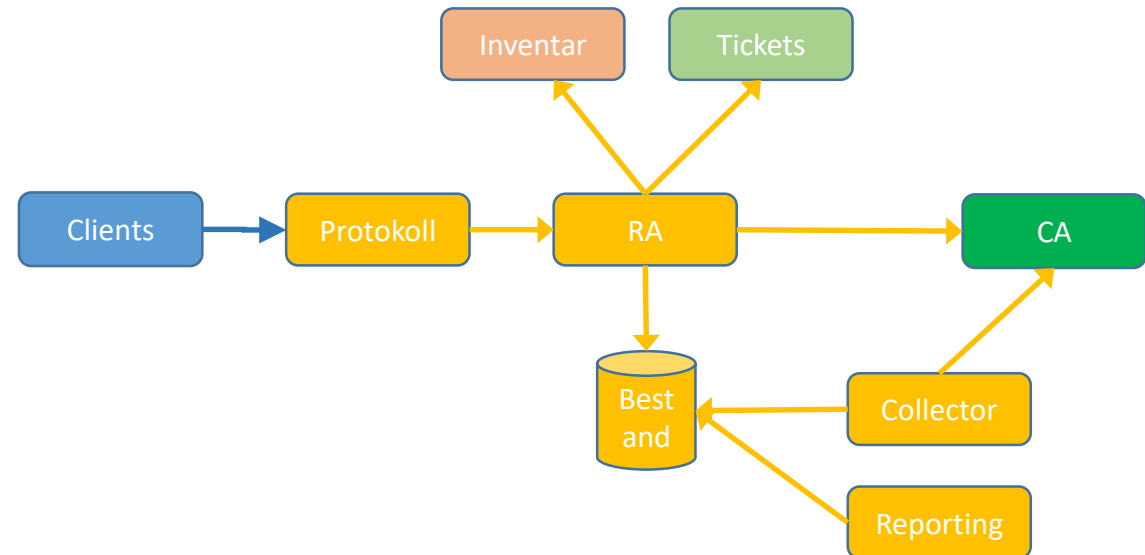 Inventar
Tickets
Clients
Protokoll
RA
CA
Best
and
Collector
Reporting